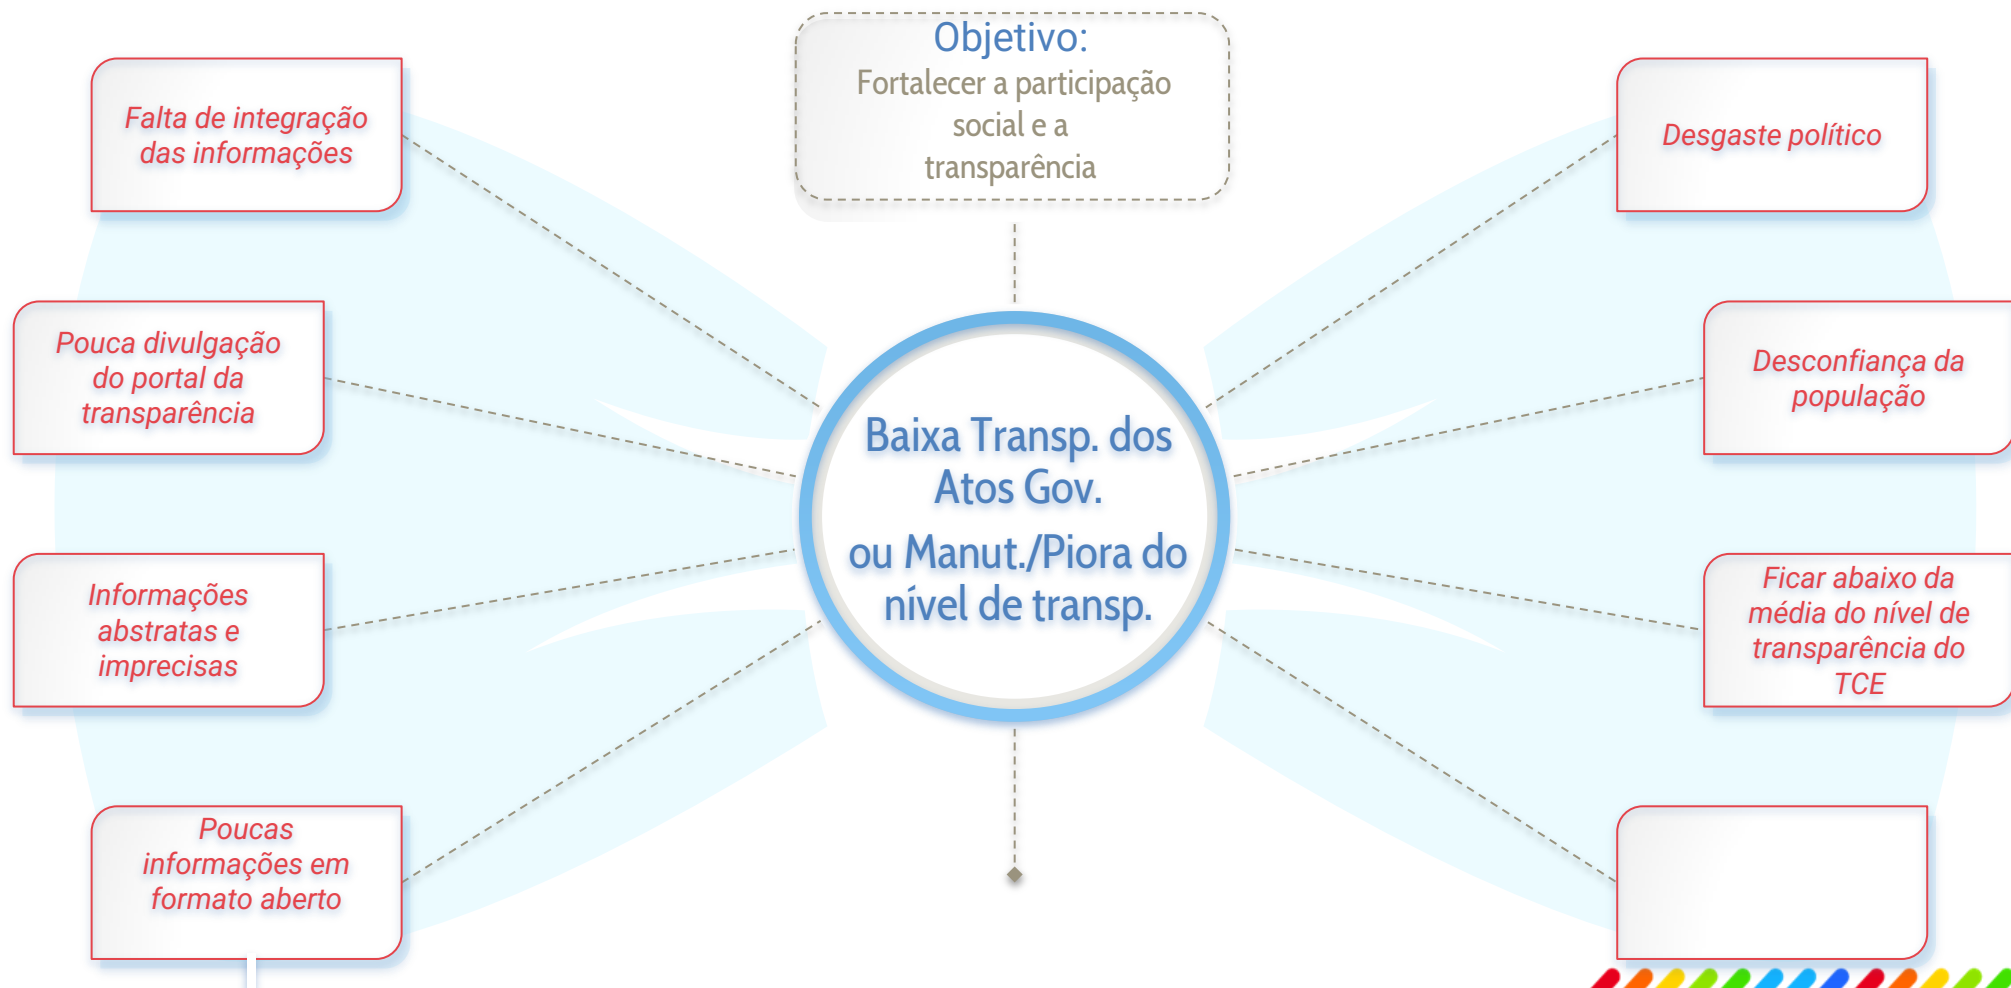 Objetivo:
Fortalecer a participação
social e a
transparência
Falta de integração
das informações
Pouca divulgação
do portal da
transparência
Informações
abstratas e
imprecisas
Poucas
informações em
formato aberto
Baixa Transp. dos
Atos Gov.
ou Manut./Piora do
nível de transp.
Desgaste político
Desconfiança da
população
Ficar abaixo da
média do nível de
transparência do
TCE